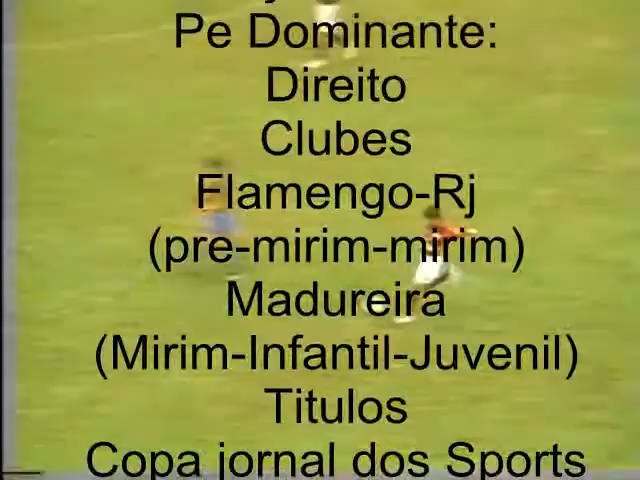 Pe Dominante:
Direito
Clubes
Flamengo-Rj
(pre-mirim-mirim)
Madureira
(Mirim-Infantil-Juvenil)
Titulos
Copa jornal dos Sports